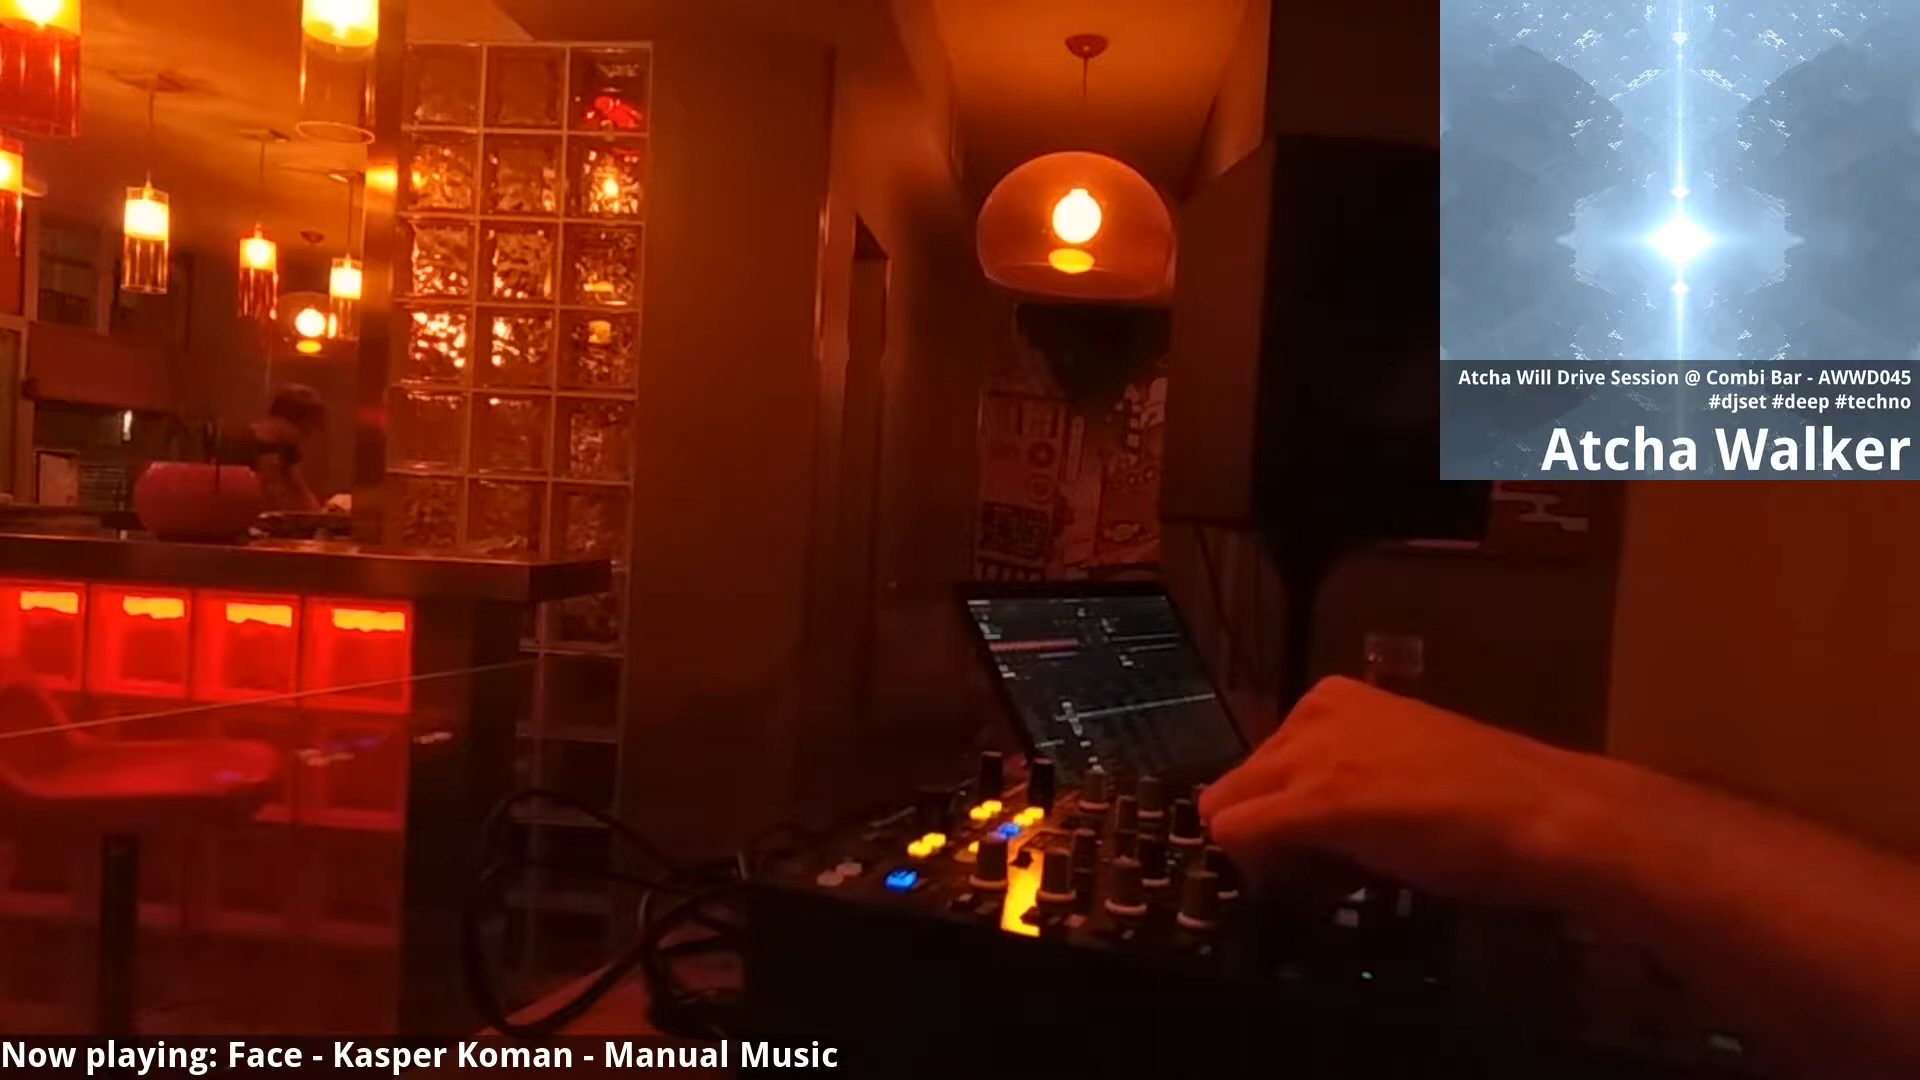 Atcha Will Drive Session @ Combi Bar - AWWD045
#djset #deep #techno
Atcha Walker
Now playing: Face - Kasper Koman - Manual Music